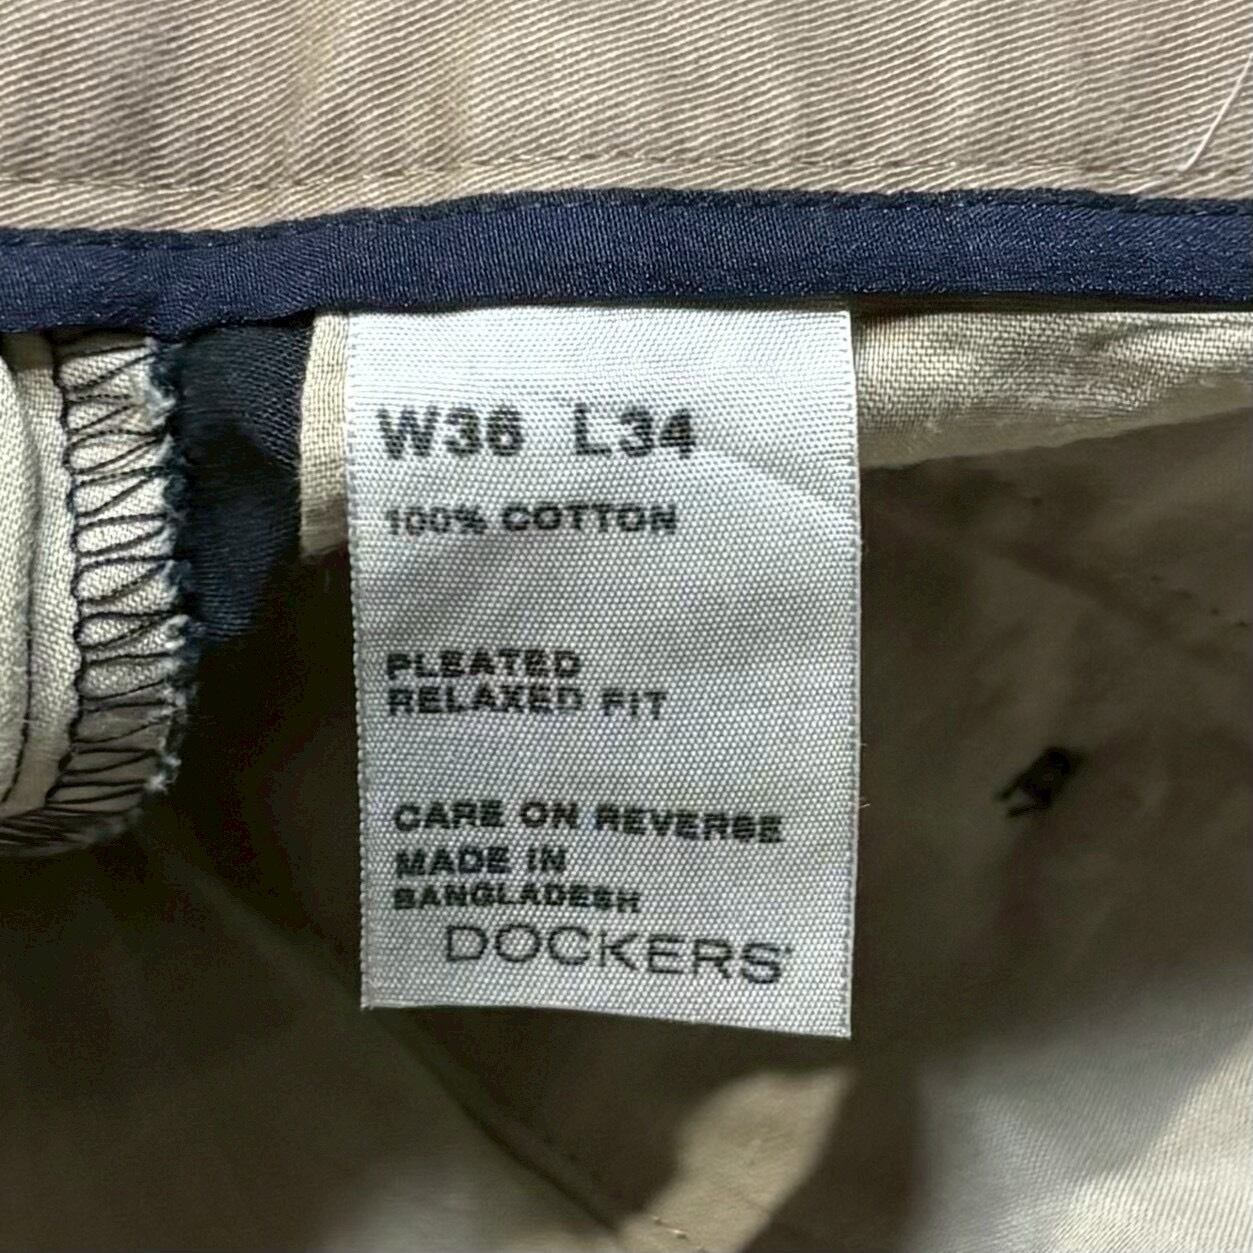 W36 L34
100% COTTON
PLEATED
RELAXED FIT
CARE ON REVERSE
MADE IN
BANGLADESH
DOCKERS